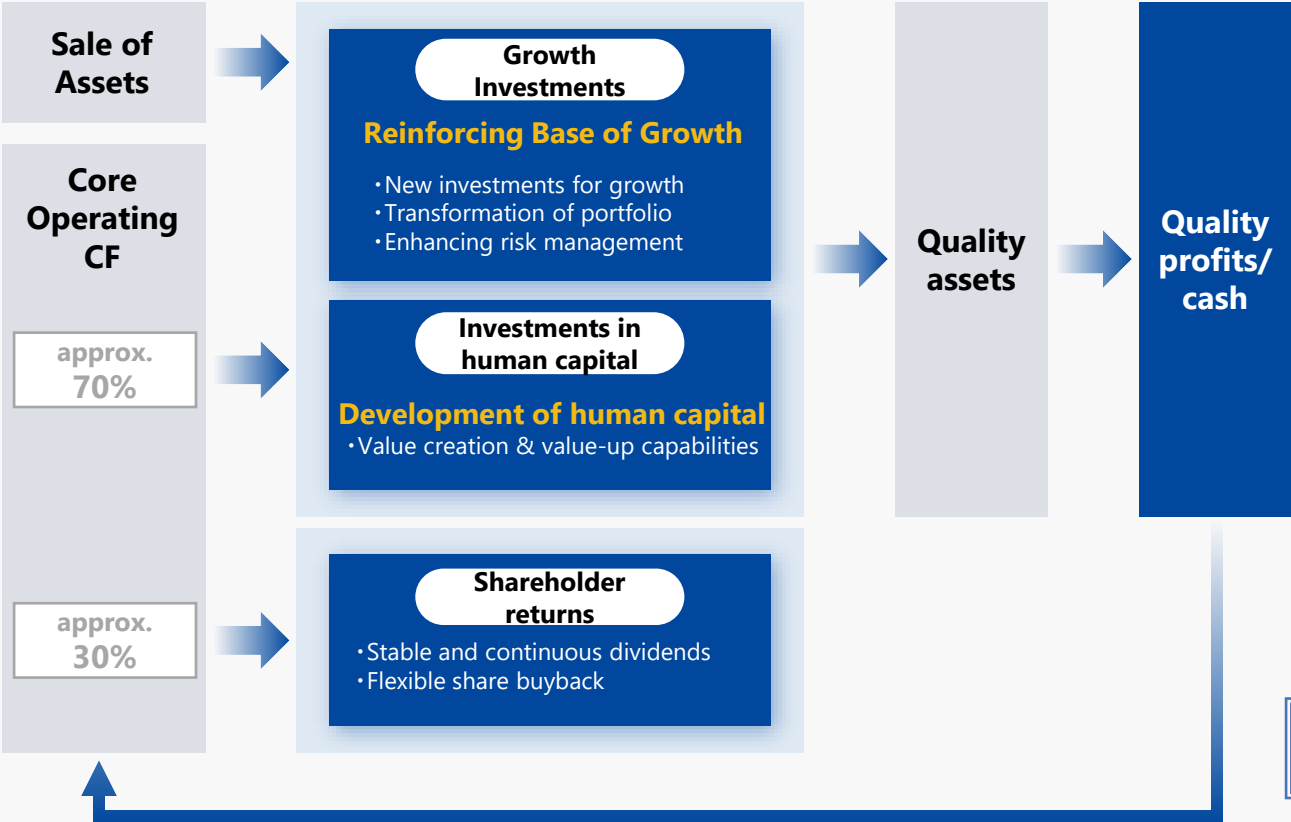 Sale of
Assets
Core
Operating
CF
approx.
70%
approx.
30%
Growth
Investments
Reinforcing Base of Growth
・New investments for growth
・Transformation of portfolio
・Enhancing risk management
Investments in
human capital
Development of human capital
・Value creation & value-up capabilities
Shareholder
returns
・Stable and continuous dividends
・Flexible share buyback
Quality
assets
Quality
profits/
cash